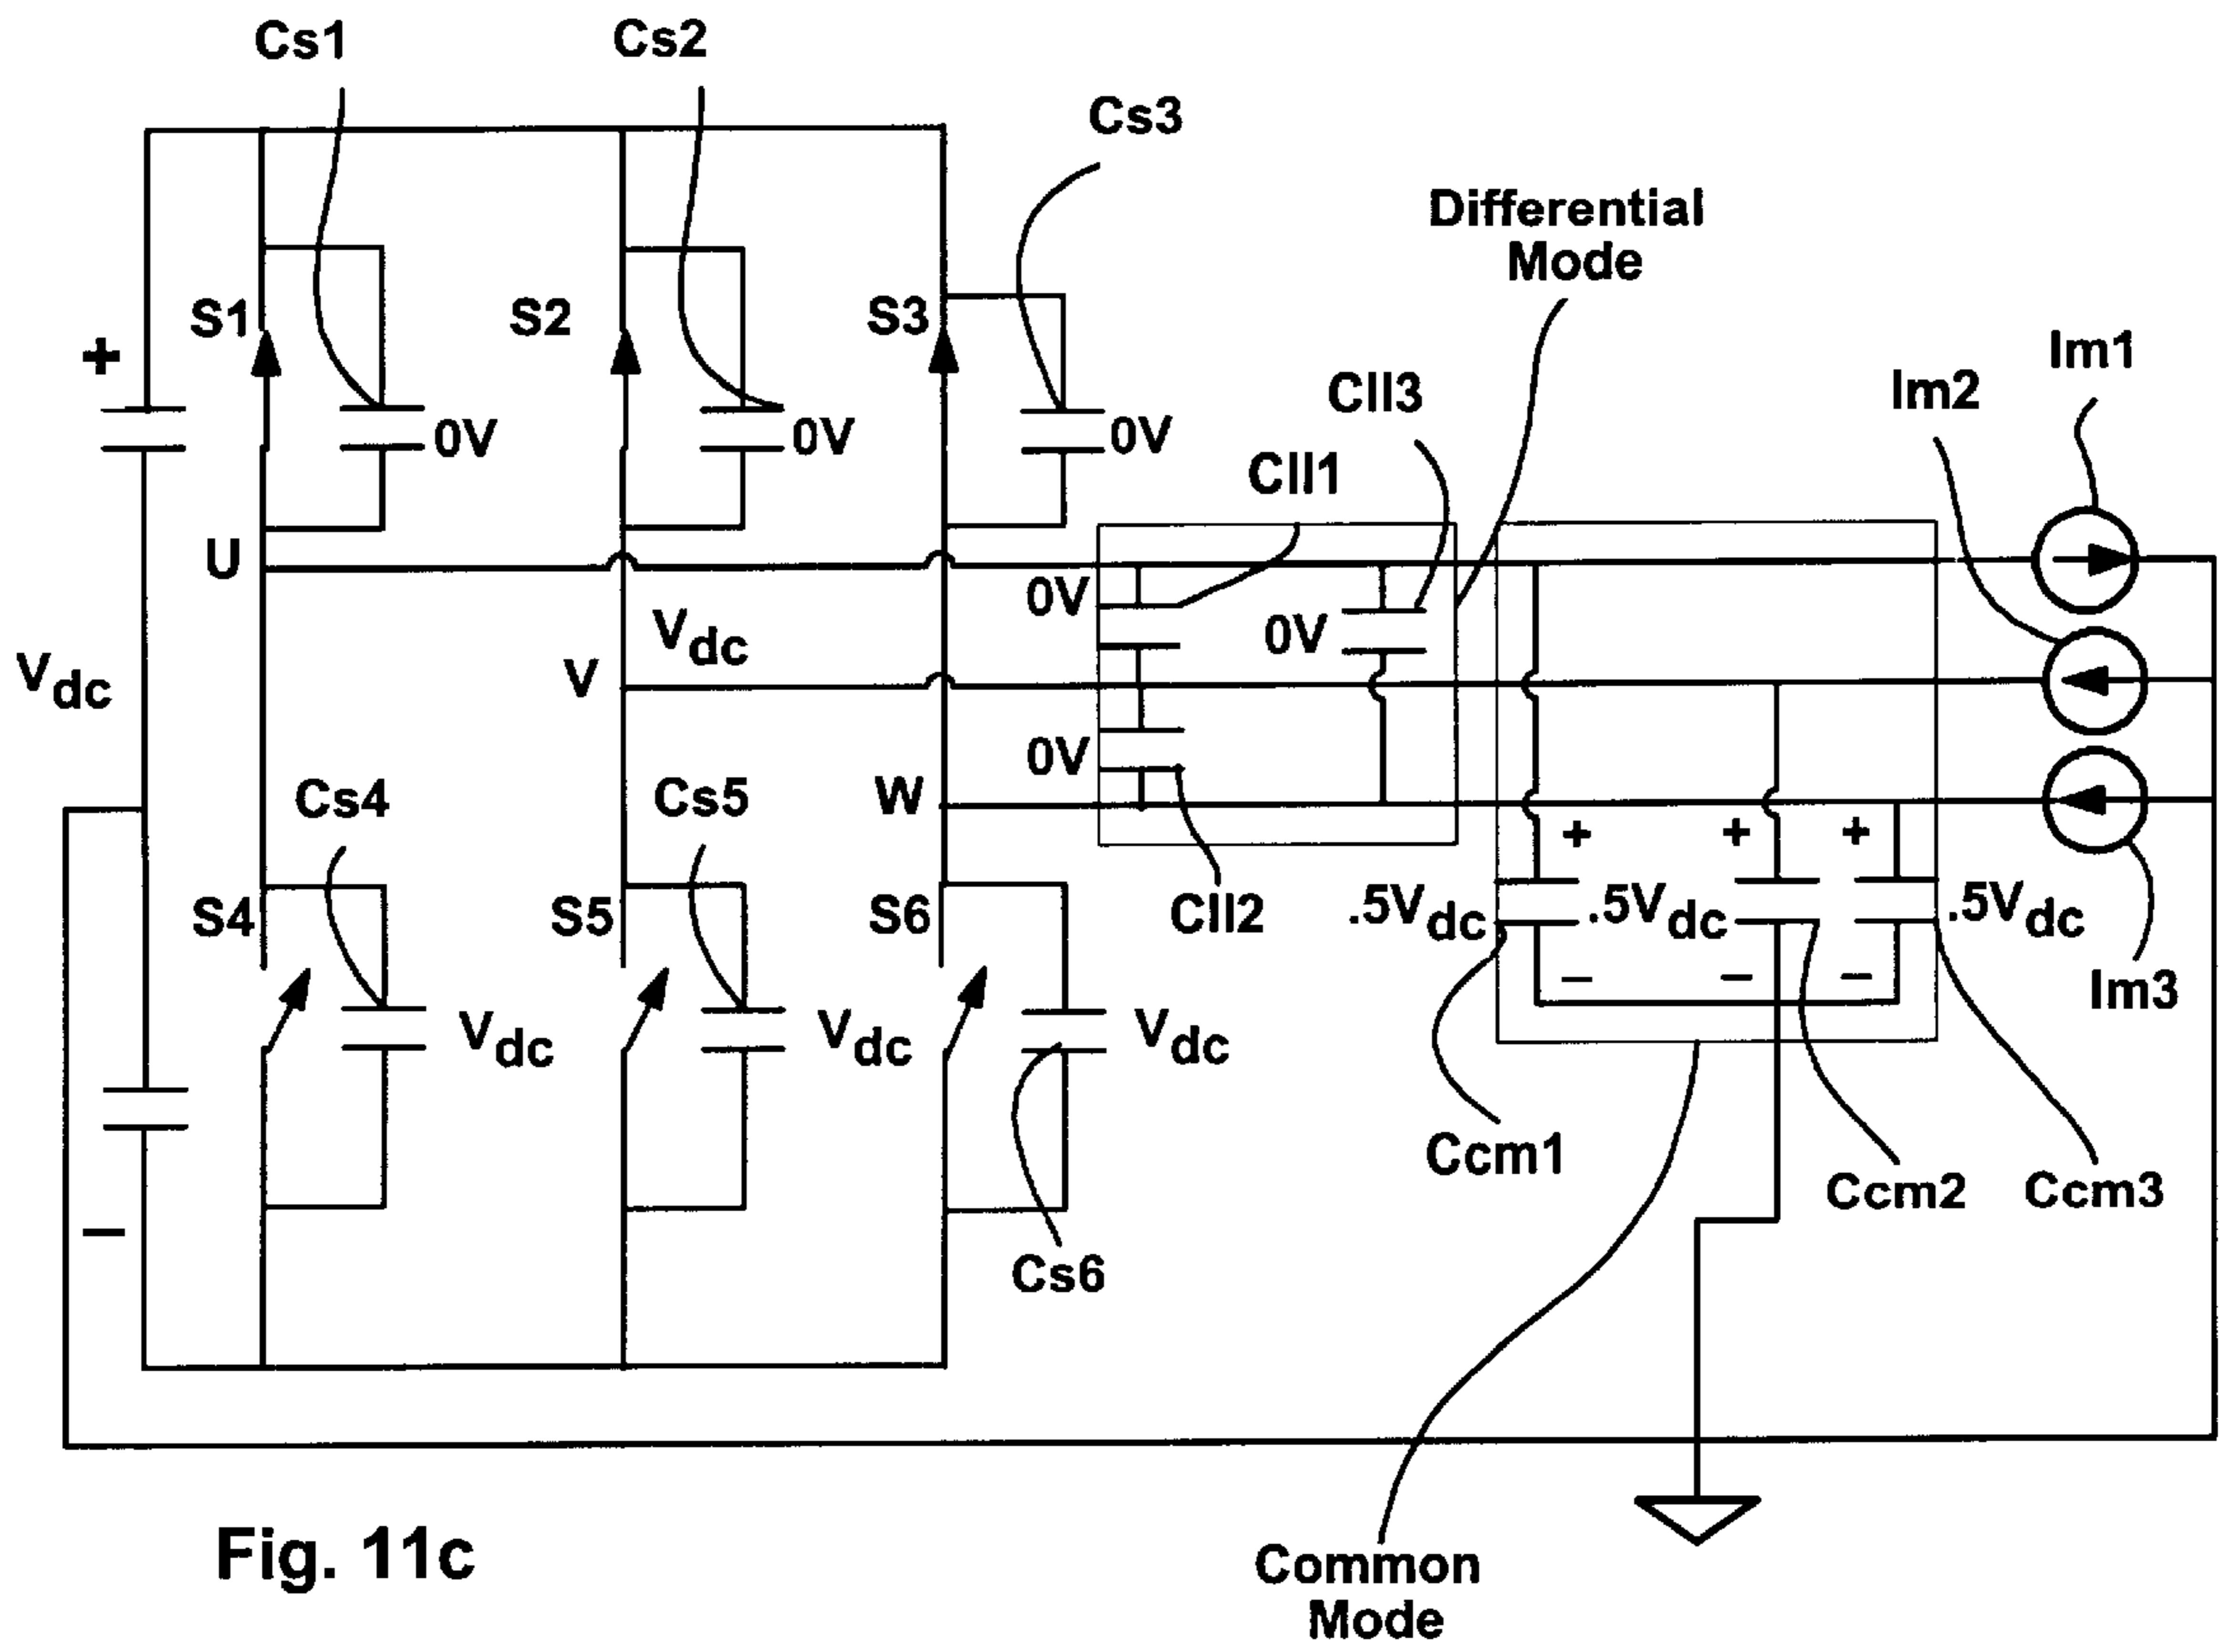 Cs1
Cs2
Cs3
Differential
Mode
S1
S2
S3
+
0V
0V
0V
Cll3
Cll1
Im2
Im1
U
0V
0V
Vdc
Vdc
V
0V
W
Cs4
Cs5
+
+
+
S4
S5
S6
Cll2
.5Vdc
.5Vdc
.5Vdc
Im3
Vdc
Vdc
Vdc
−
−
−
Ccm1
Ccm2
Ccm3
−
Cs6
Fig. 11c
Common
Mode